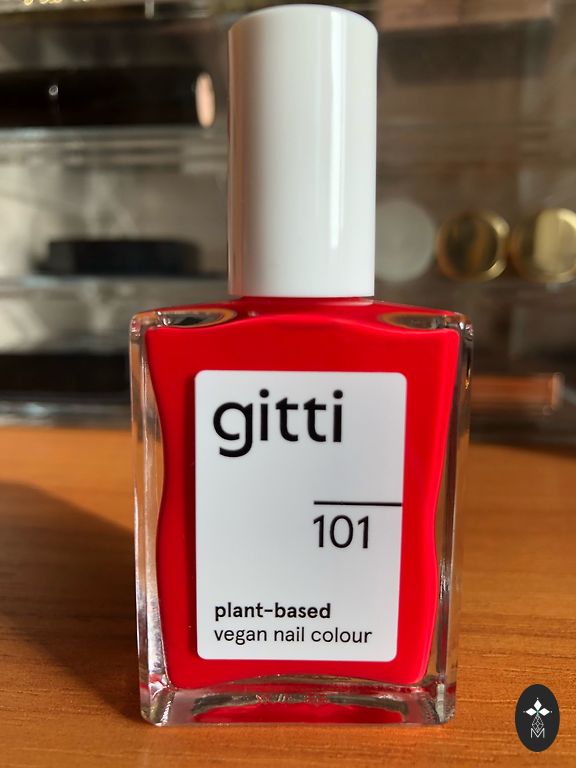 gitti
101
plant-based
vegan nail colour